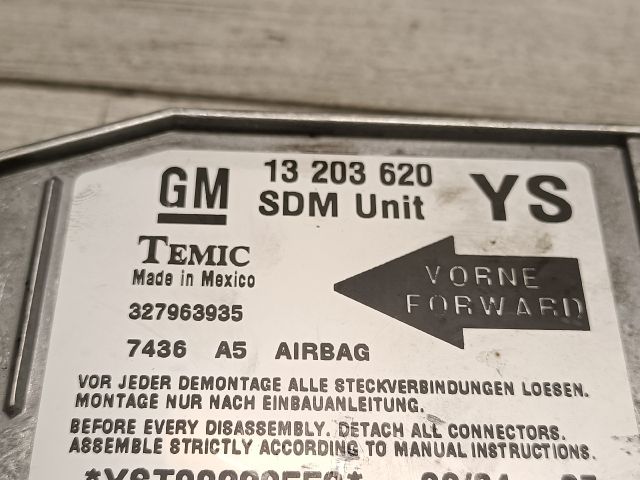 GM 13 203 620 YS
SDM Unit
TEMIC
Made in Mexico
VORNE
FORWARD
327963935
7436 A5 AIRBAG
VOR JEDER DEMONTAGE ALLE STECKVERBINDUNGEN LOESEN.
MONTAGE NUR NACH EINBAUANLEITUNG.
BEFORE EVERY DISASSEMBLY. DETACH ALL CONNECTORS.
ASSEMBLE STRICTLY ACCORDING TO MANUAL INSTRUCTIONS.